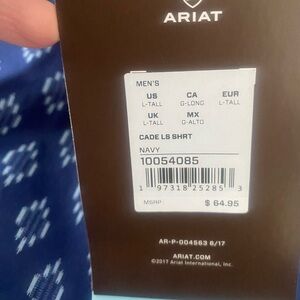 ARIAT
MEN'S
US CA EUR
L-TALL G-LONG L-TALL
UK MX
L-TALL G-ALTO
CADE LS SHRT
NAVY
10054085
1 97318 25285 3
MSRP $ 64.95
AR-P-004563 6/17
ARIAT.COM
©2017 Ariat International, Inc.